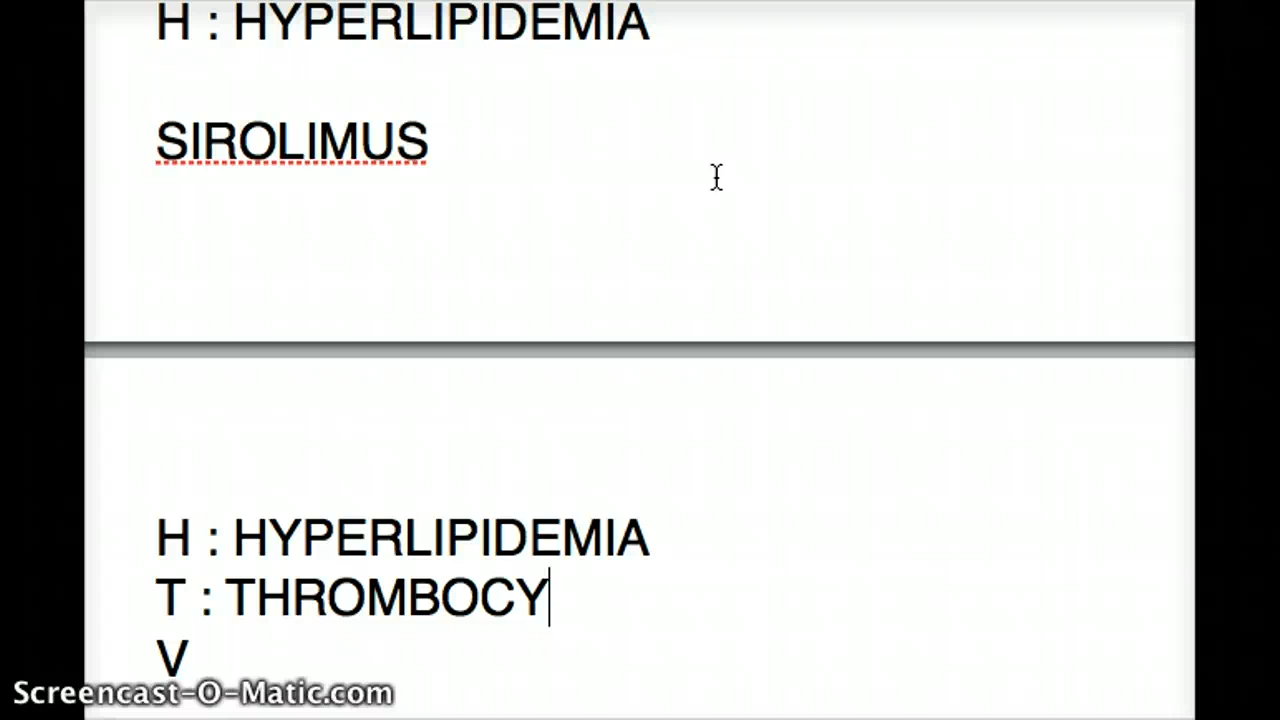 H : HYPERLIPIDEMIA
SIROLIMUS
H : HYPERLIPIDEMIA
T : THROMBOCY
V
Screencast-O-Matic.com